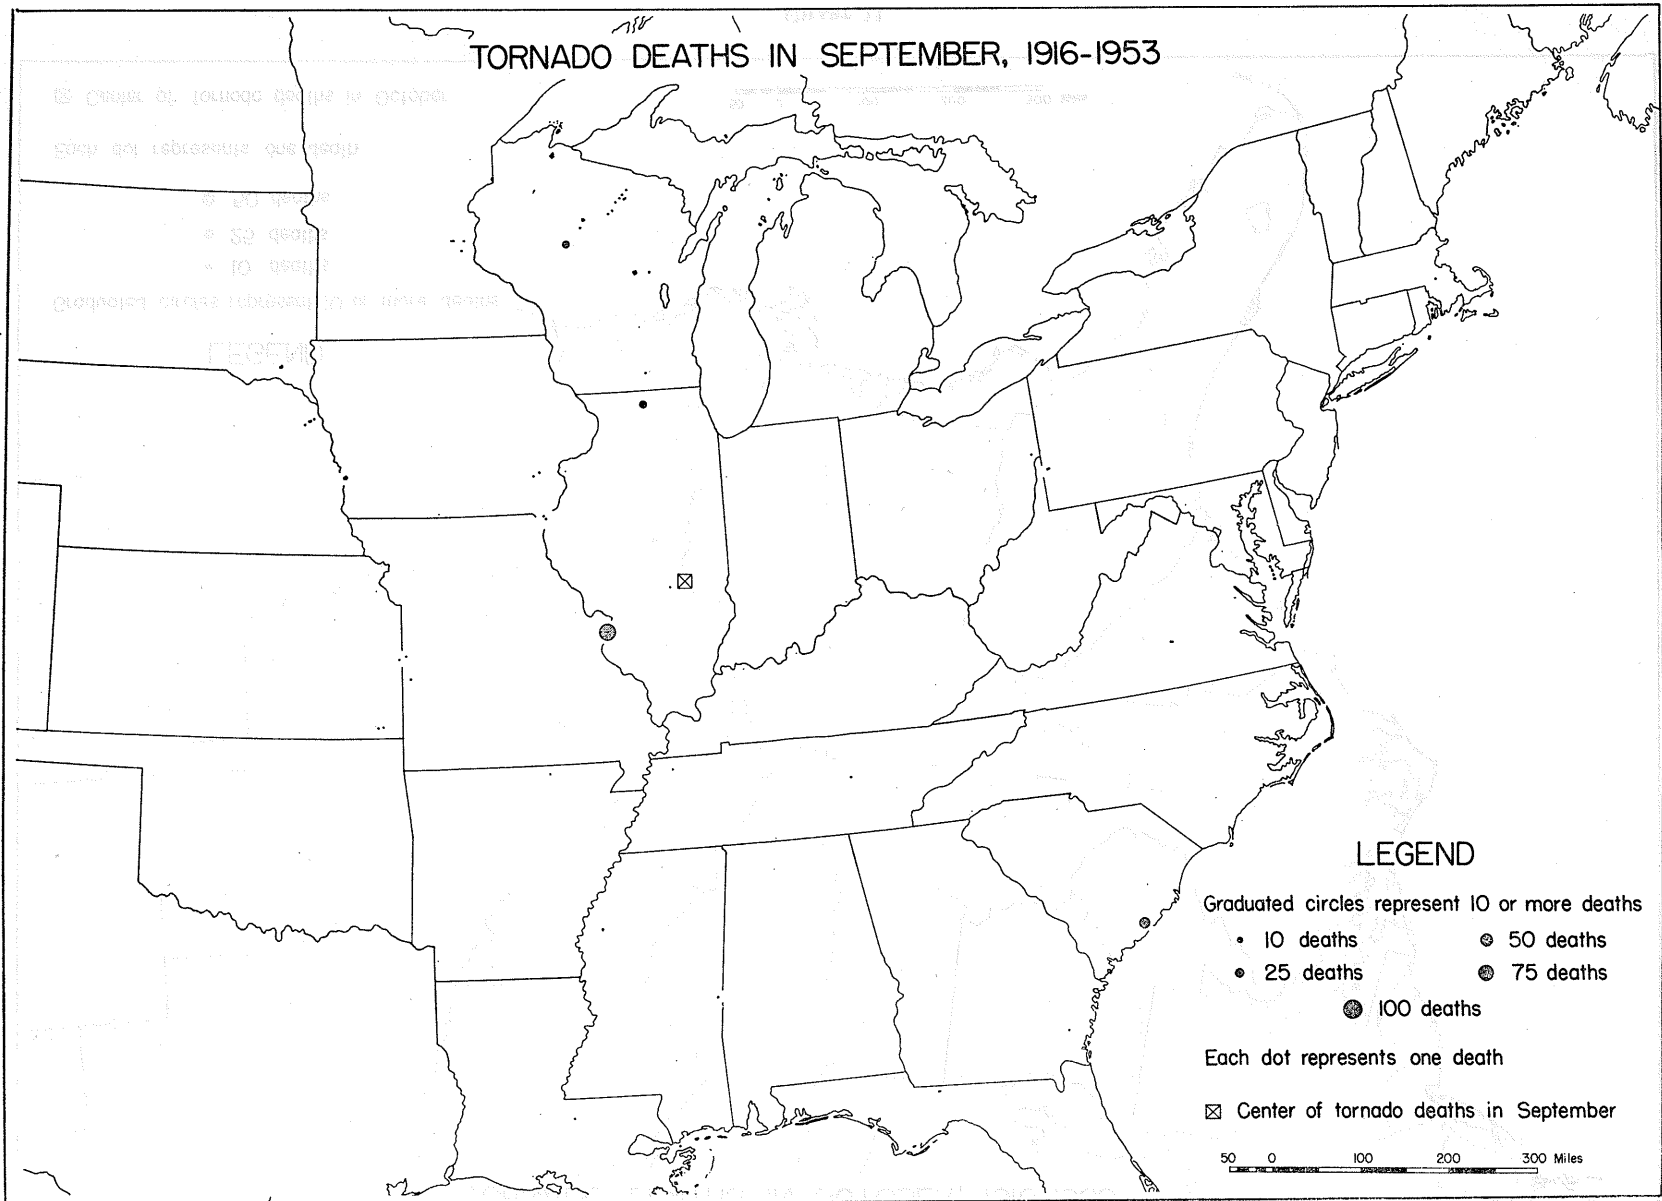 TORNADO DEATHS IN SEPTEMBER, 1916-1953
LEGEND
Graduated circles represent 10 or more deaths
10 deaths
50 deaths
25 deaths
75 deaths
100 deaths
Each dot represents one death
Center of tornado deaths in September
50 0 100 200 300 Miles